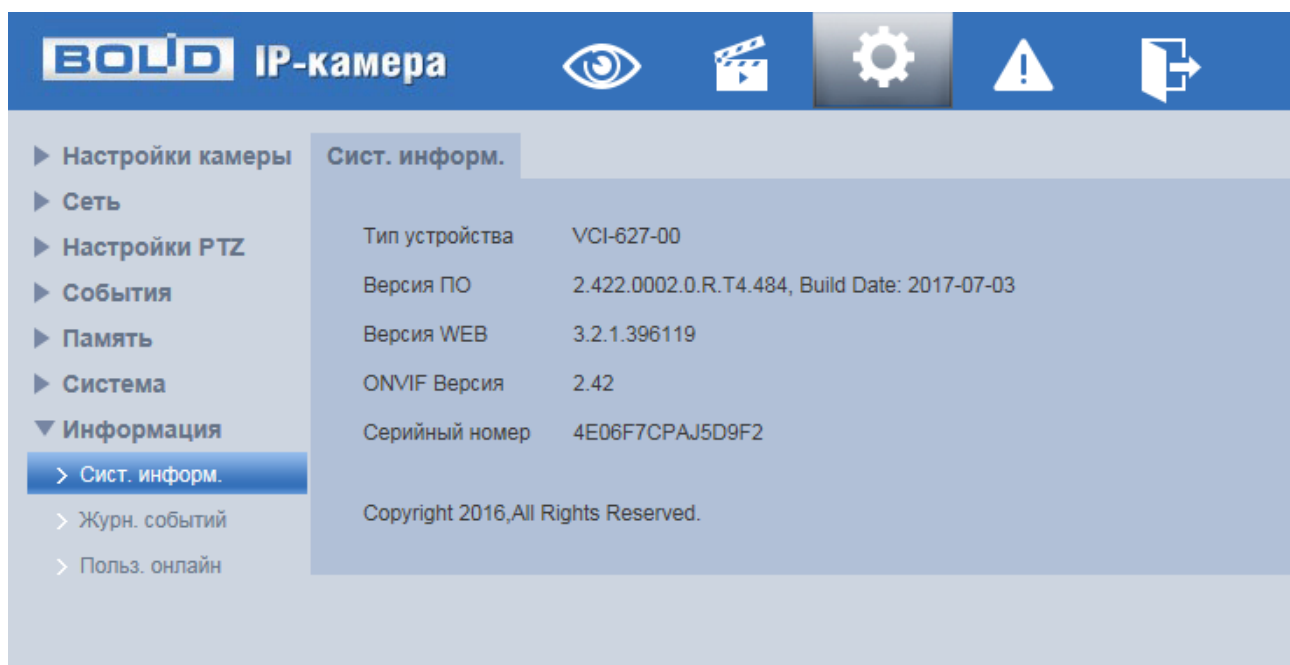 BOLID IP-камера
Настройки камеры
Сеть
Настройки PTZ
События
Память
Система
Информация
Сист. информ.
Журн. событий
Польз. онлайн
Сист. информ.
Тип устройства VCI-627-00
Версия ПО 2.422.0002.0.R.T4.484, Build Date: 2017-07-03
Версия WEB 3.2.1.396119
ONVIF Версия 2.42
Серийный номер 4E06F7CPAJ5D9F2
Copyright 2016,All Rights Reserved.